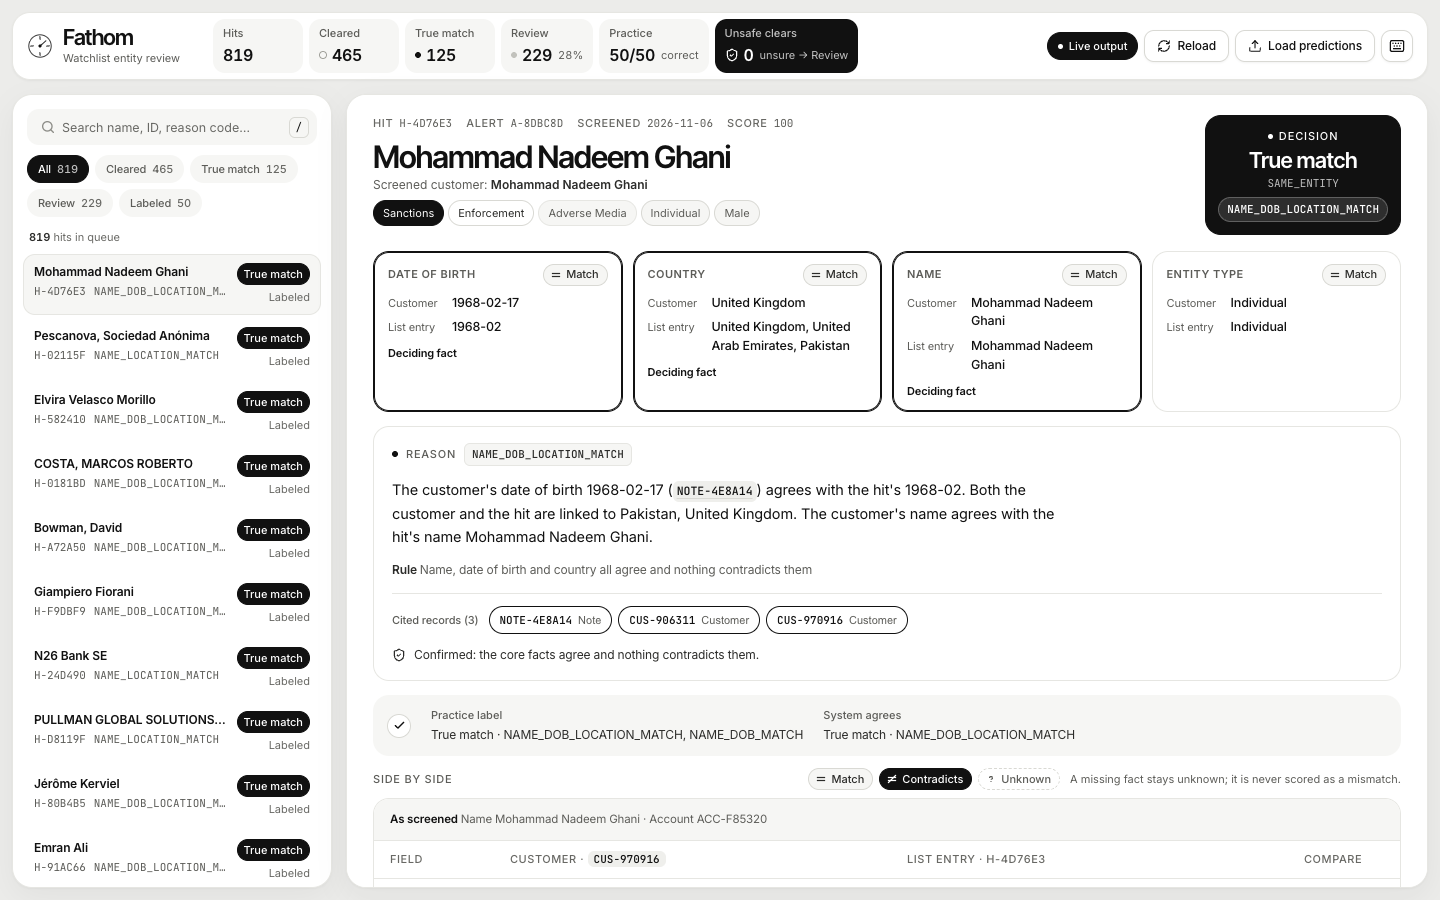 Fathom
Watchlist entity review
Hits
819
Cleared
465
True match
125
Review
229 28%
Practice
50/50 correct
Unsafe clears
0 unsure → Review
Live output
Reload
Load predictions
Search name, ID, reason code...
/
All 819
Cleared 465
True match 125
Review 229
Labeled 50
819 hits in queue
Mohammad Nadeem Ghani True match
H-4D76E3 NAME_DOB_LOCATION_M… Labeled
Pescanova, Sociedad Anónima True match
H-02115F NAME_LOCATION_MATCH Labeled
Elvira Velasco Morillo True match
H-582410 NAME_DOB_LOCATION_M… Labeled
COSTA, MARCOS ROBERTO True match
H-0181BD NAME_DOB_LOCATION_M… Labeled
Bowman, David True match
H-A72A50 NAME_DOB_LOCATION_M… Labeled
Giampiero Fiorani True match
H-F9DBF9 NAME_DOB_LOCATION_M… Labeled
N26 Bank SE True match
H-24D490 NAME_LOCATION_MATCH Labeled
PULLMAN GLOBAL SOLUTIONS... True match
H-D8119F NAME_LOCATION_MATCH Labeled
Jérôme Kerviel True match
H-80B4B5 NAME_DOB_LOCATION_M… Labeled
Emran Ali True match
H-91AC66 NAME_DOB_LOCATION_M… Labeled
HIT H-4D76E3 ALERT A-8DBC8D SCREENED 2026-11-06 SCORE 100
Mohammad Nadeem Ghani
Screened customer: Mohammad Nadeem Ghani
Sanctions Enforcement Adverse Media Individual Male
DECISION
True match
SAME_ENTITY
NAME_DOB_LOCATION_MATCH
DATE OF BIRTH = Match
Customer 1968-02-17
List entry 1968-02
Deciding fact
COUNTRY = Match
Customer United Kingdom
List entry United Kingdom, United
Arab Emirates, Pakistan
Deciding fact
NAME = Match
Customer Mohammad Nadeem
Ghani
List entry Mohammad Nadeem
Ghani
Deciding fact
ENTITY TYPE = Match
Customer Individual
List entry Individual
REASON NAME_DOB_LOCATION_MATCH
The customer's date of birth 1968-02-17 (NOTE-4E8A14) agrees with the hit's 1968-02. Both the
customer and the hit are linked to Pakistan, United Kingdom. The customer's name agrees with the
hit's name Mohammad Nadeem Ghani.
Rule Name, date of birth and country all agree and nothing contradicts them
Cited records (3) NOTE-4E8A14 Note CUS-906311 Customer CUS-970916 Customer
Confirmed: the core facts agree and nothing contradicts them.
Practice label
True match · NAME_DOB_LOCATION_MATCH, NAME_DOB_MATCH
System agrees
True match · NAME_DOB_LOCATION_MATCH
SIDE BY SIDE = Match ≠ Contradicts ? Unknown A missing fact stays unknown; it is never scored as a mismatch.
As screened Name Mohammad Nadeem Ghani · Account ACC-F85320
FIELD CUSTOMER · CUS-970916 LIST ENTRY · H-4D76E3 COMPARE